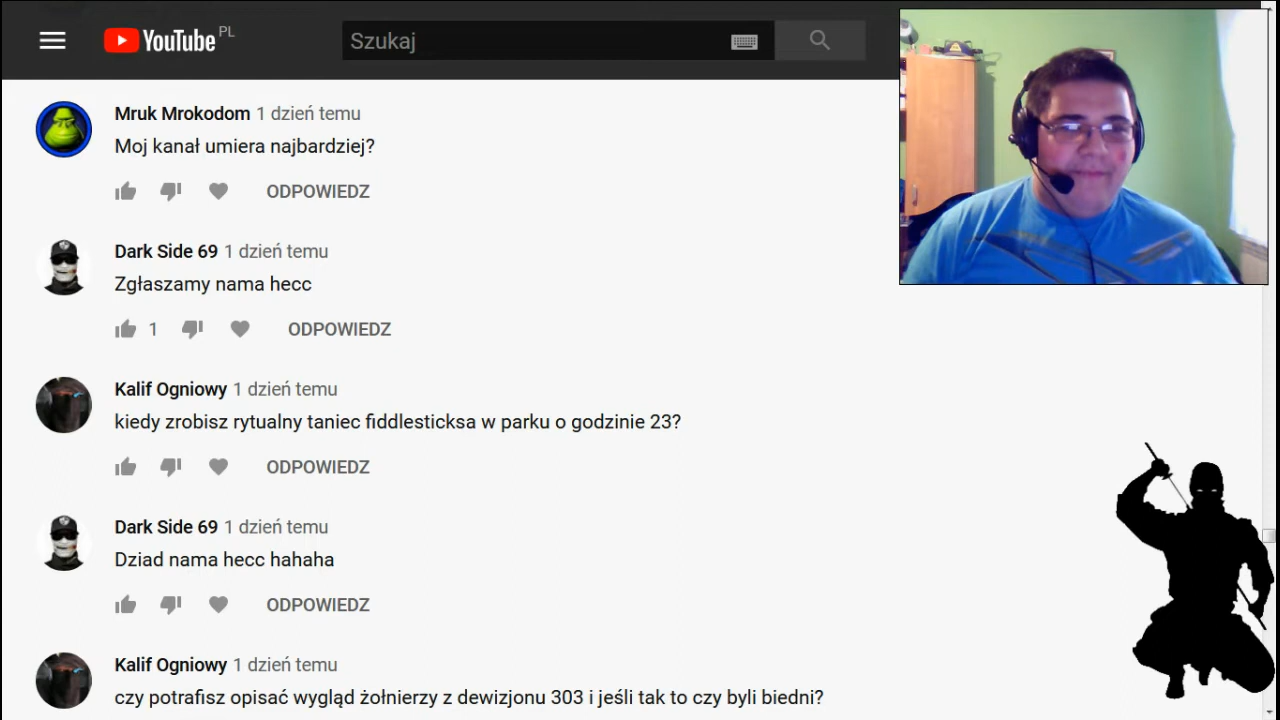 YouTube PL
Szukaj
Mruk Mrokodom 1 dzień temu
Moj kanał umiera najbardziej?
ODPOWIEDZ
Dark Side 69 1 dzień temu
Zgłaszamy nama hecc
1 ODPOWIEDZ
Kalif Ogniowy 1 dzień temu
kiedy zrobisz rytualny taniec fiddlesticksa w parku o godzinie 23?
ODPOWIEDZ
Dark Side 69 1 dzień temu
Dziad nama hecc hahaha
ODPOWIEDZ
Kalif Ogniowy 1 dzień temu
czy potrafisz opisać wygląd żołnierzy z dewizjonu 303 i jeśli tak to czy byli biedni?